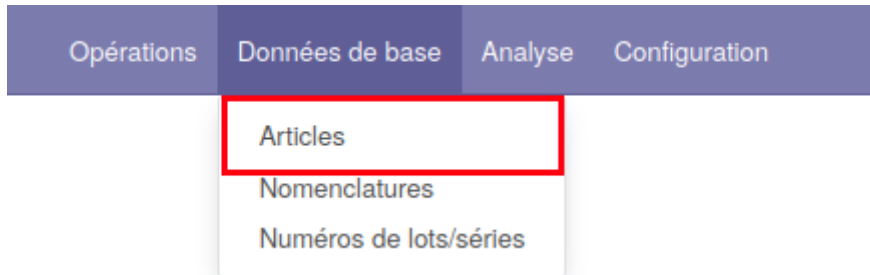 Opérations Données de base Analyse Configuration
Articles
Nomenclatures
Numéros de lots/séries